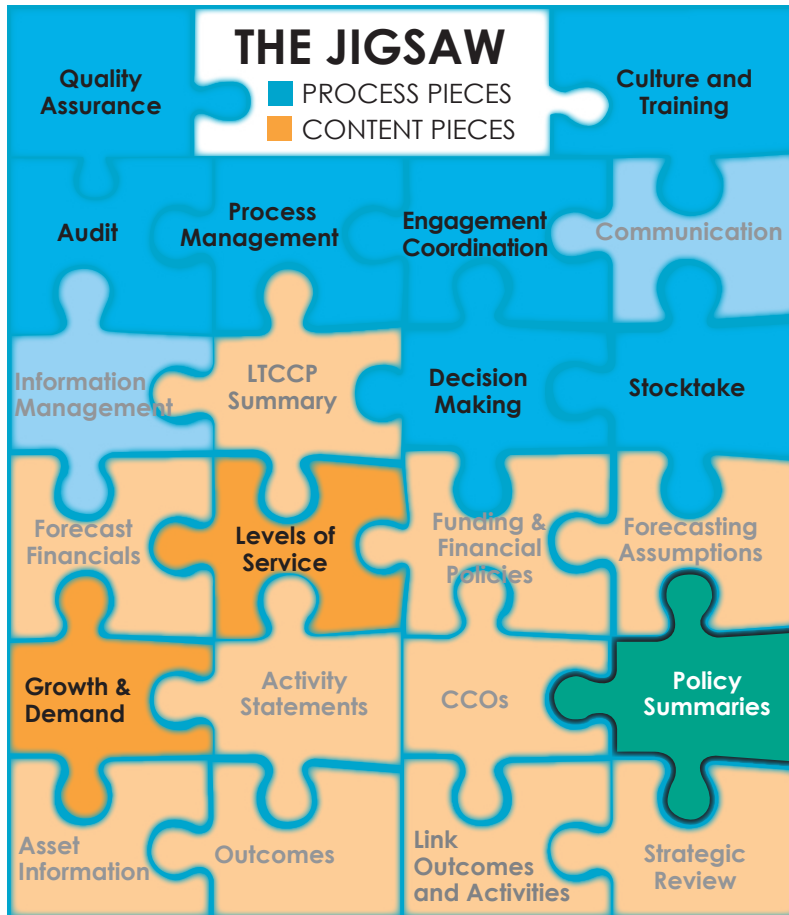 THE JIGSAW
PROCESS PIECES
CONTENT PIECES
Quality
Assurance
Culture and
Training
Audit
Process
Management
Engagement
Coordination
Communication
Information
Management
LTCCP
Summary
Decision
Making
Stocktake
Forecast
Financials
Levels of
Service
Funding &
Financial
Policies
Forecasting
Assumptions
Growth &
Demand
Activity
Statements
CCOs
Policy
Summaries
Asset
Information
Outcomes
Link
Outcomes
and Activities
Strategic
Review